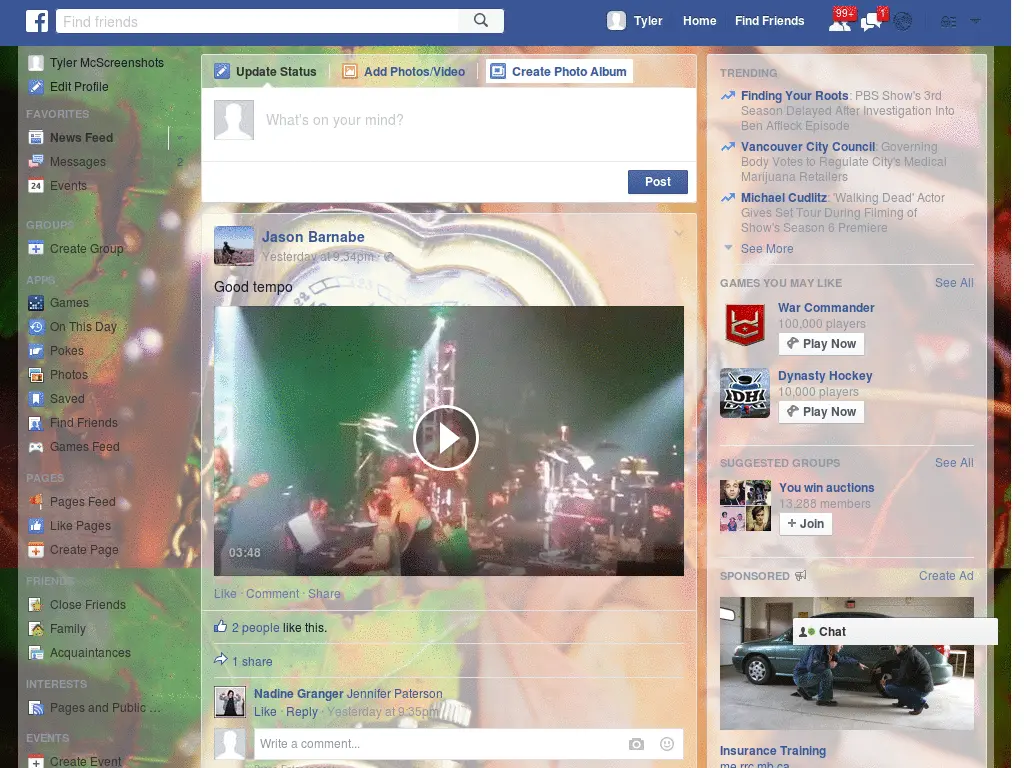 Find friends
Tyler
Home
Find Friends
99+
1
Tyler McScreenshots
Edit Profile
FAVORITES
News Feed
Messages
2
24
Events
GROUPS
Create Group
APPS
Games
On This Day
Pokes
Photos
Saved
Find Friends
Games Feed
PAGES
Pages Feed
Like Pages
Create Page
FRIENDS
Close Friends
Family
Acquaintances
INTERESTS
Pages and Public ...
EVENTS
Create Event
Update Status
Add Photos/Video
Create Photo Album
What's on your mind?
Post
Jason Barnabe
Yesterday at 9:34pm ·
Good tempo
03:48
Like · Comment · Share
2 people like this.
1 share
Nadine Granger Jennifer Paterson
Like · Reply · Yesterday at 9:35pm
Write a comment...
TRENDING
Finding Your Roots: PBS Show's 3rd
Season Delayed After Investigation Into
Ben Affleck Episode
Vancouver City Council: Governing
Body Votes to Regulate City's Medical
Marijuana Retailers
Michael Cudlitz: 'Walking Dead' Actor
Gives Set Tour During Filming of
Show's Season 6 Premiere
See More
GAMES YOU MAY LIKE
See All
War Commander
100,000 players
Play Now
Dynasty Hockey
10,000 players
DH
Play Now
SUGGESTED GROUPS
See All
You win auctions
13,288 members
+ Join
SPONSORED
Create Ad
Chat
Insurance Training
me.rrc.mb.ca